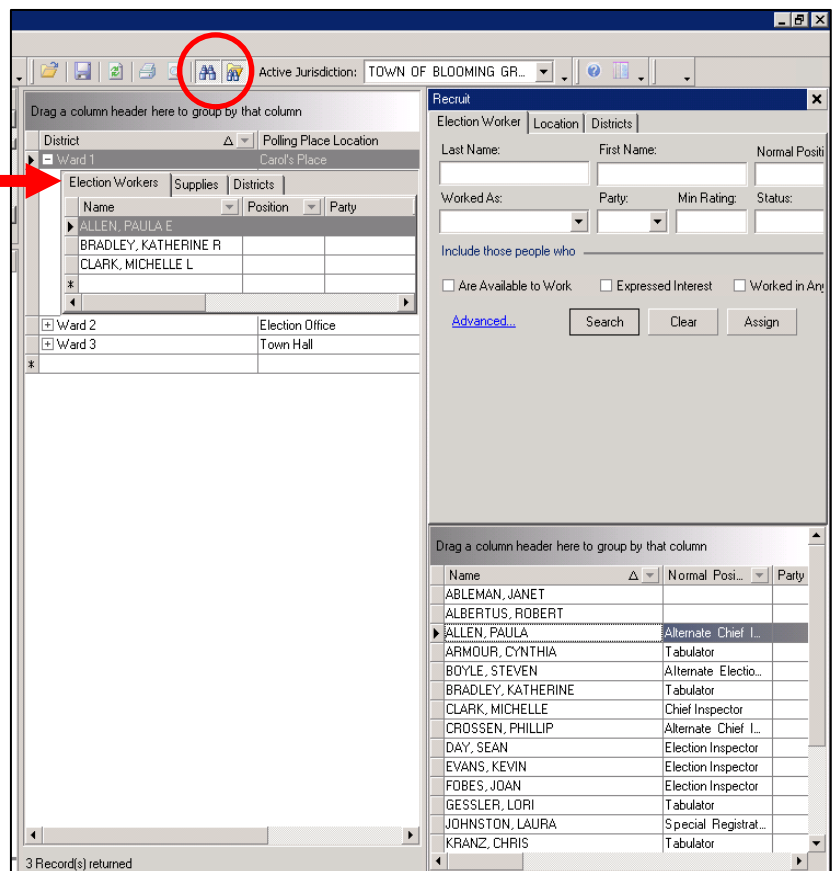 Active Jurisdiction: TOWN OF BLOOMING GR...
Drag a column header here to group by that column
District Polling Place Location
Ward 1 Carol's Place
Election Workers Supplies Districts
Name Position Party
ALLEN, PAULA E
BRADLEY, KATHERINE R
CLARK, MICHELLE L
*
Ward 2 Election Office
Ward 3 Town Hall
*
3 Record(s) returned
Recruit
Election Worker Location Districts
Last Name: First Name: Normal Positi
Worked As: Party: Min Rating: Status:
Include those people who
Are Available to Work Expressed Interest Worked in Any
Advanced... Search Clear Assign
Drag a column header here to group by that column
Name Normal Posi... Party
ABLEMAN, JANET
ALBERTUS, ROBERT
ALLEN, PAULA Alternate Chief I...
ARMOUR, CYNTHIA Tabulator
BOYLE, STEVEN Alternate Electio...
BRADLEY, KATHERINE Tabulator
CLARK, MICHELLE Chief Inspector
CROSSEN, PHILLIP Alternate Chief I...
DAY, SEAN Election Inspector
EVANS, KEVIN Election Inspector
FOBES, JOAN Election Inspector
GESSLER, LORI Tabulator
JOHNSTON, LAURA Special Registrat...
KRANZ, CHRIS Tabulator